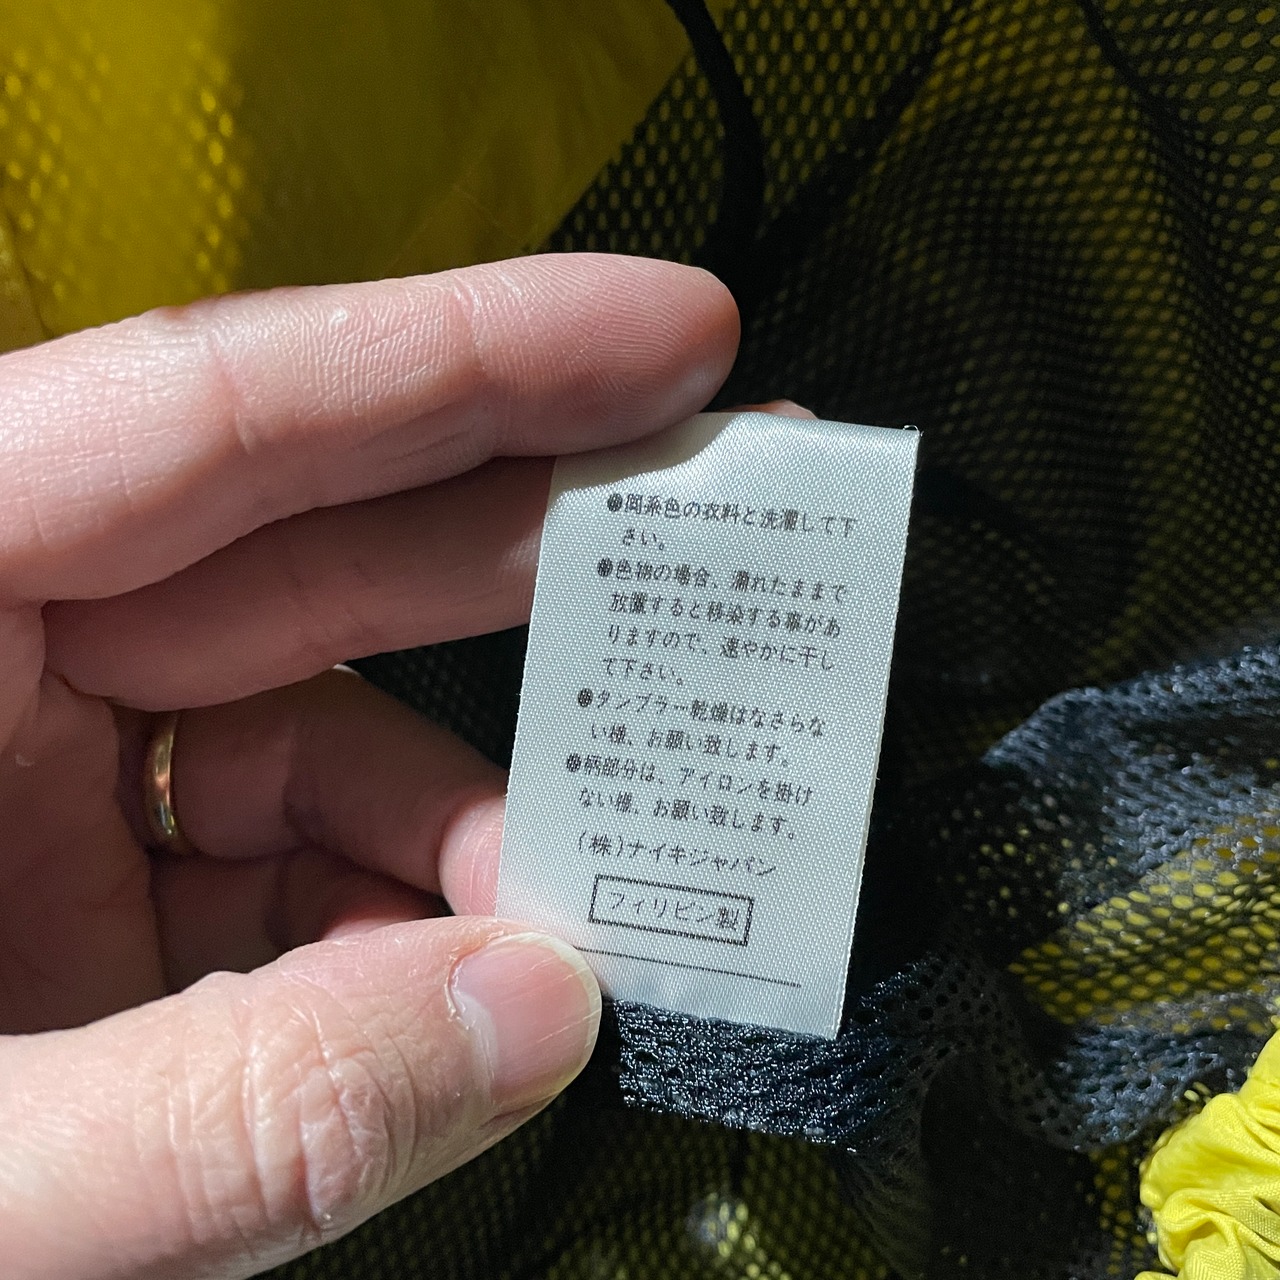 ●同系色の衣料と洗濯して下
さい。
●色物の場合、濡れたままで
放置すると移染する事があ
りますので、速やかに干し
て下さい。
●タンブラー乾燥はなさらな
い様、お願い致します。
●柄部分は、アイロンを掛け
ない様、お願い致します。
(株)ナイキジャパン
フィリピン製